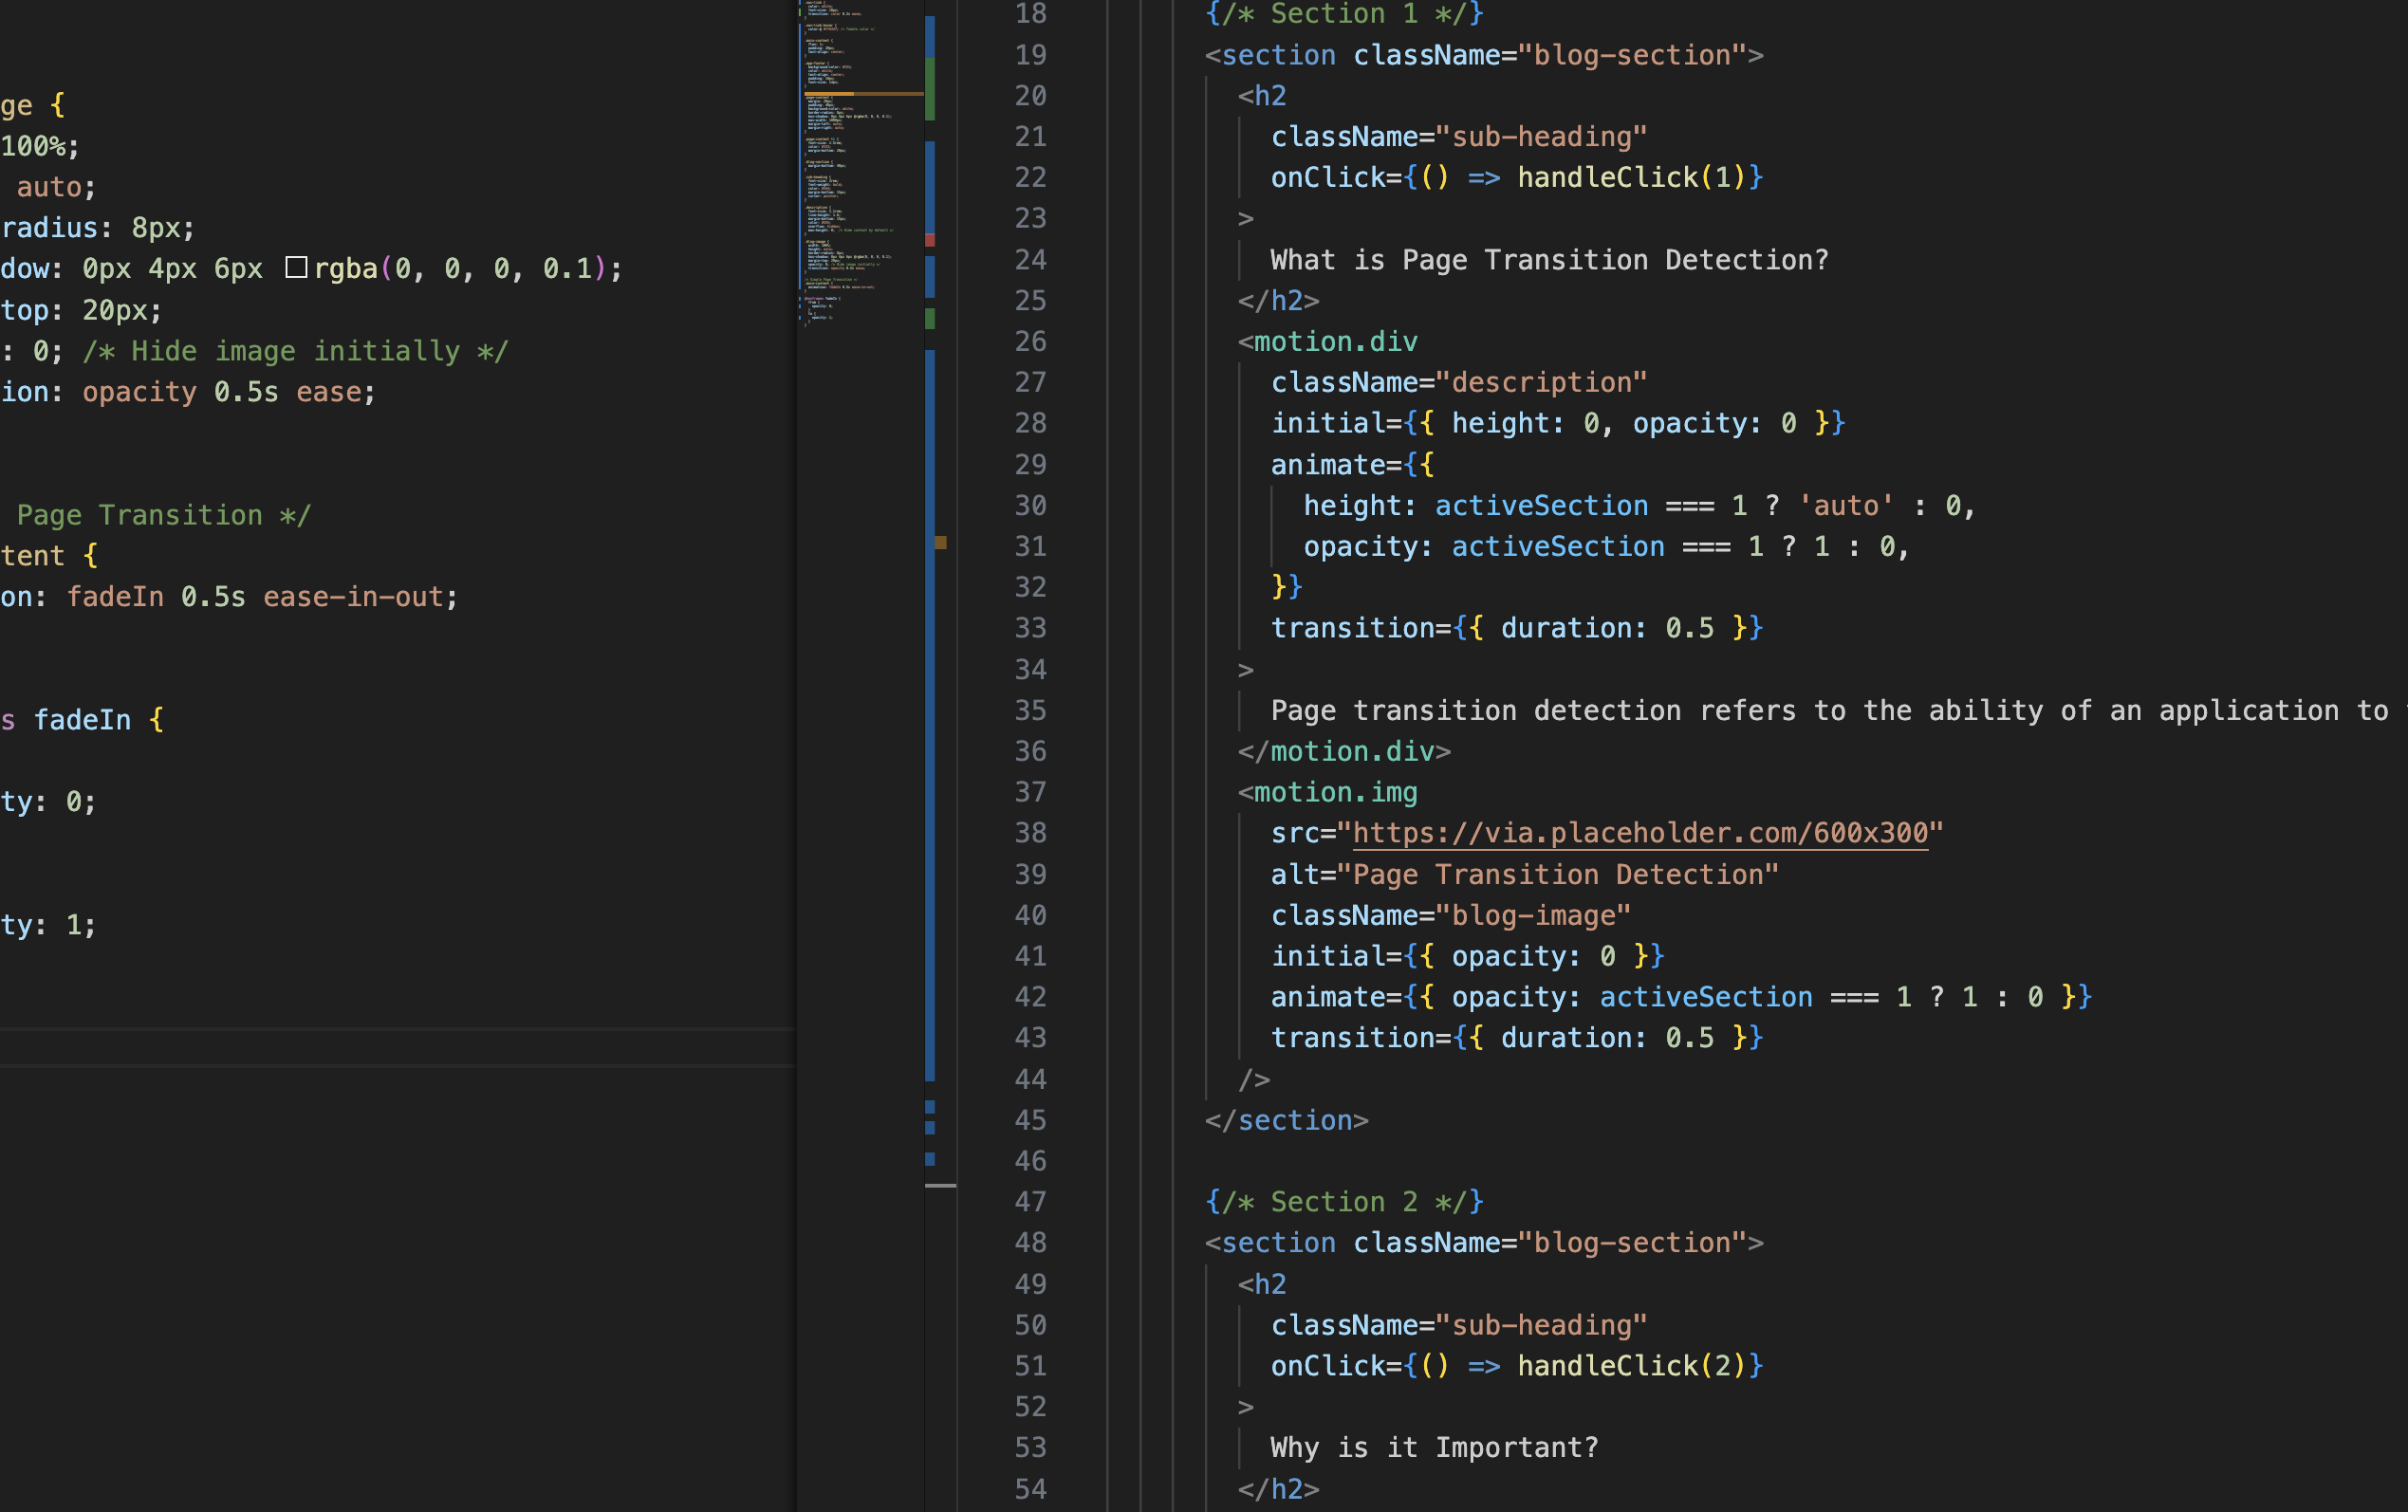 ge {
100%;
auto;
radius: 8px;
dow: 0px 4px 6px rgba(0, 0, 0, 0.1);
top: 20px;
: 0; /* Hide image initially */
ion: opacity 0.5s ease;
Page Transition */
tent {
on: fadeIn 0.5s ease-in-out;
s fadeIn {
ty: 0;
ty: 1;
18 {/* Section 1 */}
19 <section className="blog-section">
20 <h2
21 className="sub-heading"
22 onClick={() => handleClick(1)}
23 >
24 What is Page Transition Detection?
25 </h2>
26 <motion.div
27 className="description"
28 initial={{ height: 0, opacity: 0 }}
29 animate={{
30 height: activeSection === 1 ? 'auto' : 0,
31 opacity: activeSection === 1 ? 1 : 0,
32 }}
33 transition={{ duration: 0.5 }}
34 >
35 Page transition detection refers to the ability of an application to
36 </motion.div>
37 <motion.img
38 src="https://via.placeholder.com/600x300"
39 alt="Page Transition Detection"
40 className="blog-image"
41 initial={{ opacity: 0 }}
42 animate={{ opacity: activeSection === 1 ? 1 : 0 }}
43 transition={{ duration: 0.5 }}
44 />
45 </section>
46
47 {/* Section 2 */}
48 <section className="blog-section">
49 <h2
50 className="sub-heading"
51 onClick={() => handleClick(2)}
52 >
53 Why is it Important?
54 </h2>